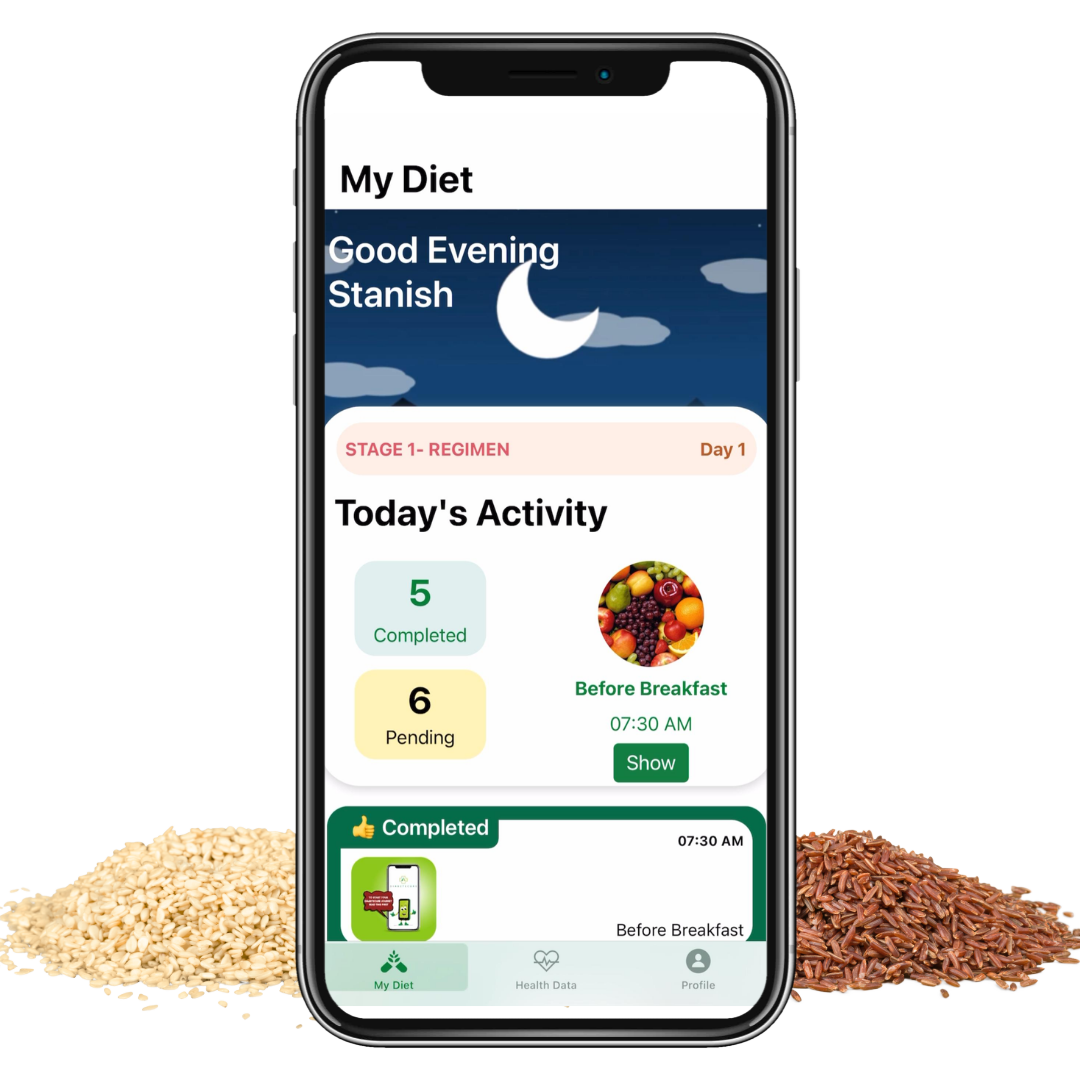 My Diet
Good Evening
Stanish
STAGE 1- REGIMEN
Day 1
Today's Activity
5
Completed
6
Pending
Before Breakfast
07:30 AM
Show
👍 Completed
07:30 AM
Before Breakfast
My Diet
Health Data
Profile